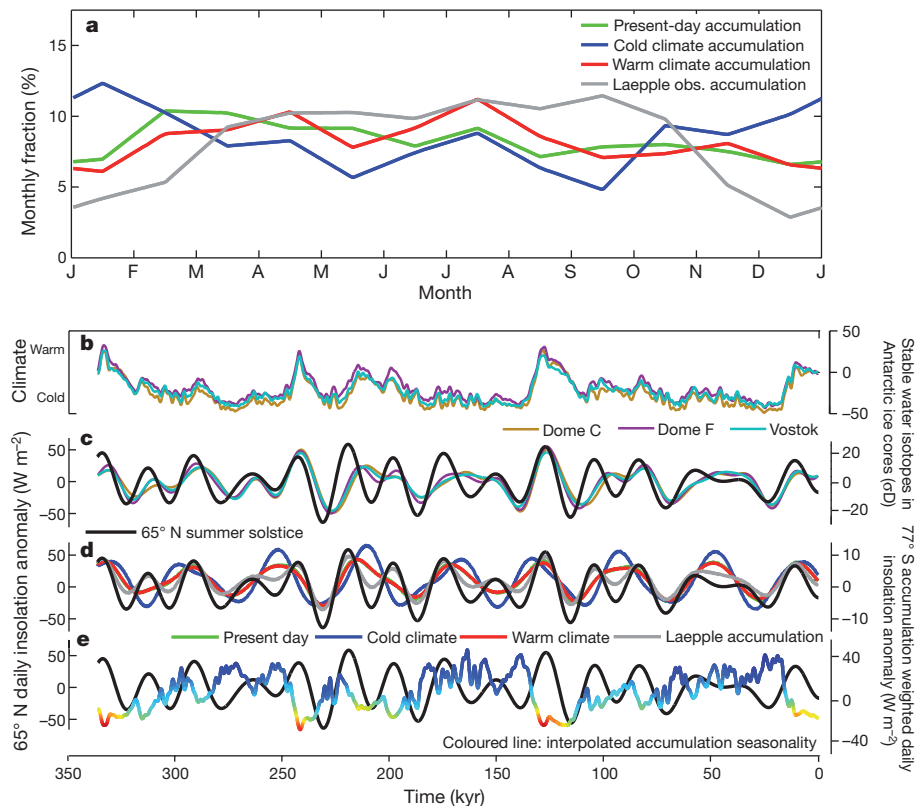 a
Present-day accumulation
Cold climate accumulation
Warm climate accumulation
Laepple obs. accumulation
Monthly fraction (%)
15
10
5
0
J F M A M J J A S O N D J
Month
b
Climate
Warm
Cold
50
0
−50
Stable water isotopes in
Antarctic ice cores (σD)
Dome C Dome F Vostok
c
50
0
−50
20
0
−20
65° N summer solstice
65° N daily insolation anomaly (W m⁻²)
d
50
0
−50
10
0
−10
77° S accumulation weighted daily
insolation anomaly (W m⁻²)
Present day Cold climate Warm climate Laepple accumulation
e
50
0
−50
40
0
−40
Coloured line: interpolated accumulation seasonality
350 300 250 200 150 100 50 0
Time (kyr)